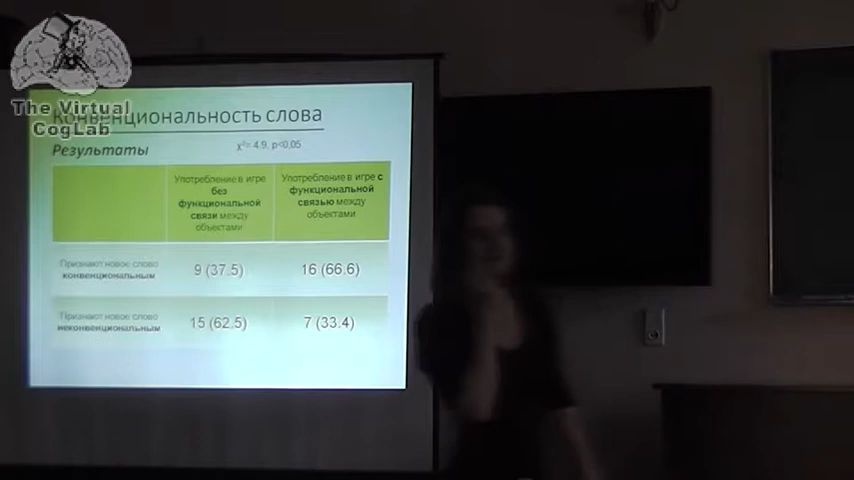 The Virtual
CogLab
Конвенциональность слова
Результаты
χ²= 4.9, p<0,05
Употребление в игре
без
функциональной
связи между
объектами
Употребление в игре с
функциональной
связью между
объектами
Признают новое слово
конвенциональным
9 (37.5)
16 (66.6)
Признают новое слово
неконвенциональным
15 (62.5)
7 (33.4)